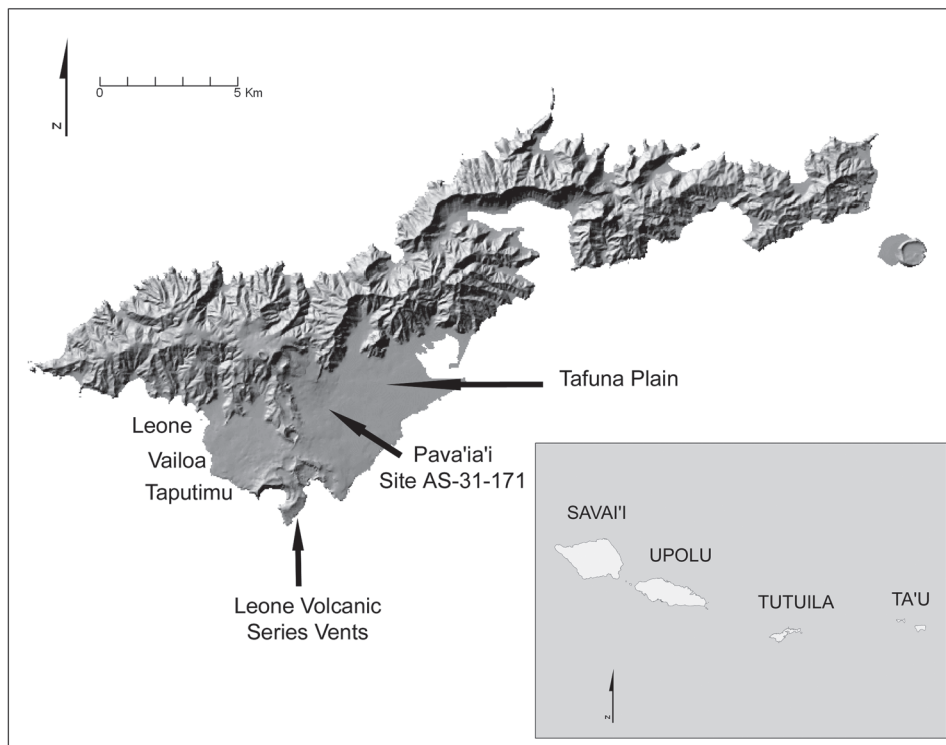 N
0 5 Km
Tafuna Plain
Leone
Pava'ia'i
Site AS-31-171
Vailoa
Taputimu
Leone Volcanic
Series Vents
SAVAI'I
UPOLU
TUTUILA
TA'U
N